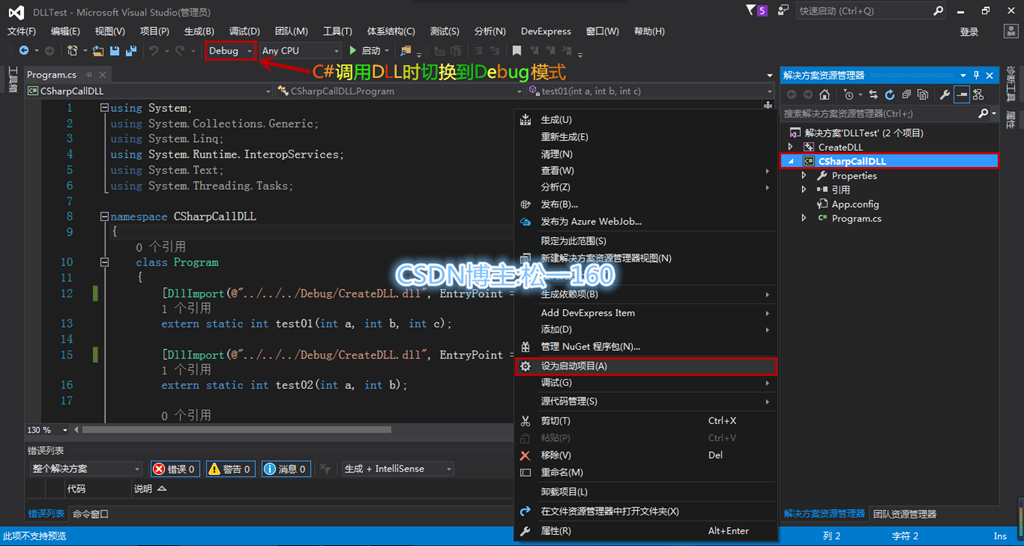 DLLTest - Microsoft Visual Studio(管理员)
5
快速启动 (Ctrl+Q)
文件(F) 编辑(E) 视图(V) 项目(P) 生成(B) 调试(D) 团队(M) 工具(T) 体系结构(C) 测试(S) 分析(N) DevExpress 窗口(W) 帮助(H) 登录
Debug Any CPU 启动
C#调用DLL时切换到Debug模式
工具箱
Program.cs
CSharpCallDLL CSharpCallDLL.Program test01(int a, int b, int c)
1 using System;
2 using System.Collections.Generic;
3 using System.Linq;
4 using System.Runtime.InteropServices;
5 using System.Text;
6 using System.Threading.Tasks;
7
8 namespace CSharpCallDLL
9 {
0 个引用
10 class Program
11 {
12 [DllImport(@"../../../Debug/CreateDLL.dll", EntryPoint =
1 个引用
13 extern static int test01(int a, int b, int c);
14
15 [DllImport(@"../../../Debug/CreateDLL.dll", EntryPoint =
1 个引用
16 extern static int test02(int a, int b);
17
0 个引用
130 %
CSDN博主:松一160
生成(U)
重新生成(E)
清理(N)
查看(W)
分析(Z)
发布(B)...
发布为 Azure WebJob...
限定为此范围(S)
新建解决方案资源管理器视图(N)
生成依赖项(B)
Add DevExpress Item
添加(D)
管理 NuGet 程序包(N)...
设为启动项目(A)
调试(G)
源代码管理(S)
剪切(T) Ctrl+X
粘贴(P) Ctrl+V
移除(V) Del
重命名(M)
卸载项目(L)
在文件资源管理器中打开文件夹(X)
属性(R) Alt+Enter
解决方案资源管理器
搜索解决方案资源管理器(Ctrl+;)
解决方案'DLLTest' (2 个项目)
CreateDLL
CSharpCallDLL
Properties
引用
App.config
Program.cs
诊断工具
属性
解决方案资源管理器 团队资源管理器
错误列表
整个解决方案 错误 0 警告 0 消息 0 生成 + IntelliSense
代码 说明
错误列表 命令窗口
此项不支持预览 列 2 字符 2 Ins